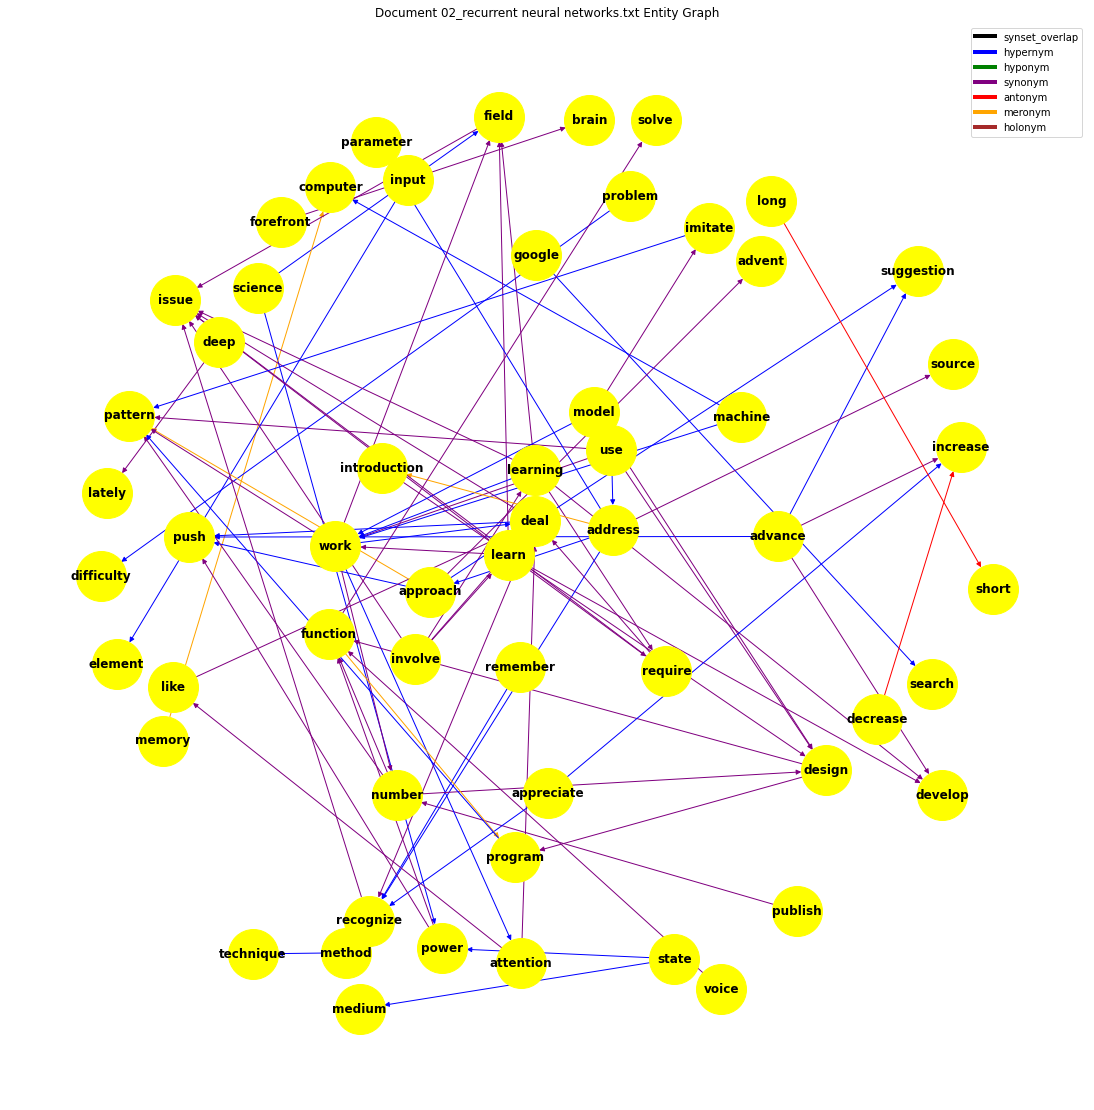 Document 02_recurrent neural networks.txt Entity Graph
synset_overlap
hypernym
hyponym
synonym
antonym
meronym
holonym
field
brain
solve
parameter
computer
input
problem
long
forefront
imitate
google
advent
suggestion
science
issue
deep
source
pattern
model
machine
use
increase
introduction
learning
lately
deal
address
advance
push
work
learn
difficulty
approach
short
function
element
involve
remember
require
like
search
memory
decrease
design
number
appreciate
develop
program
publish
recognize
technique
method
power
attention
state
voice
medium